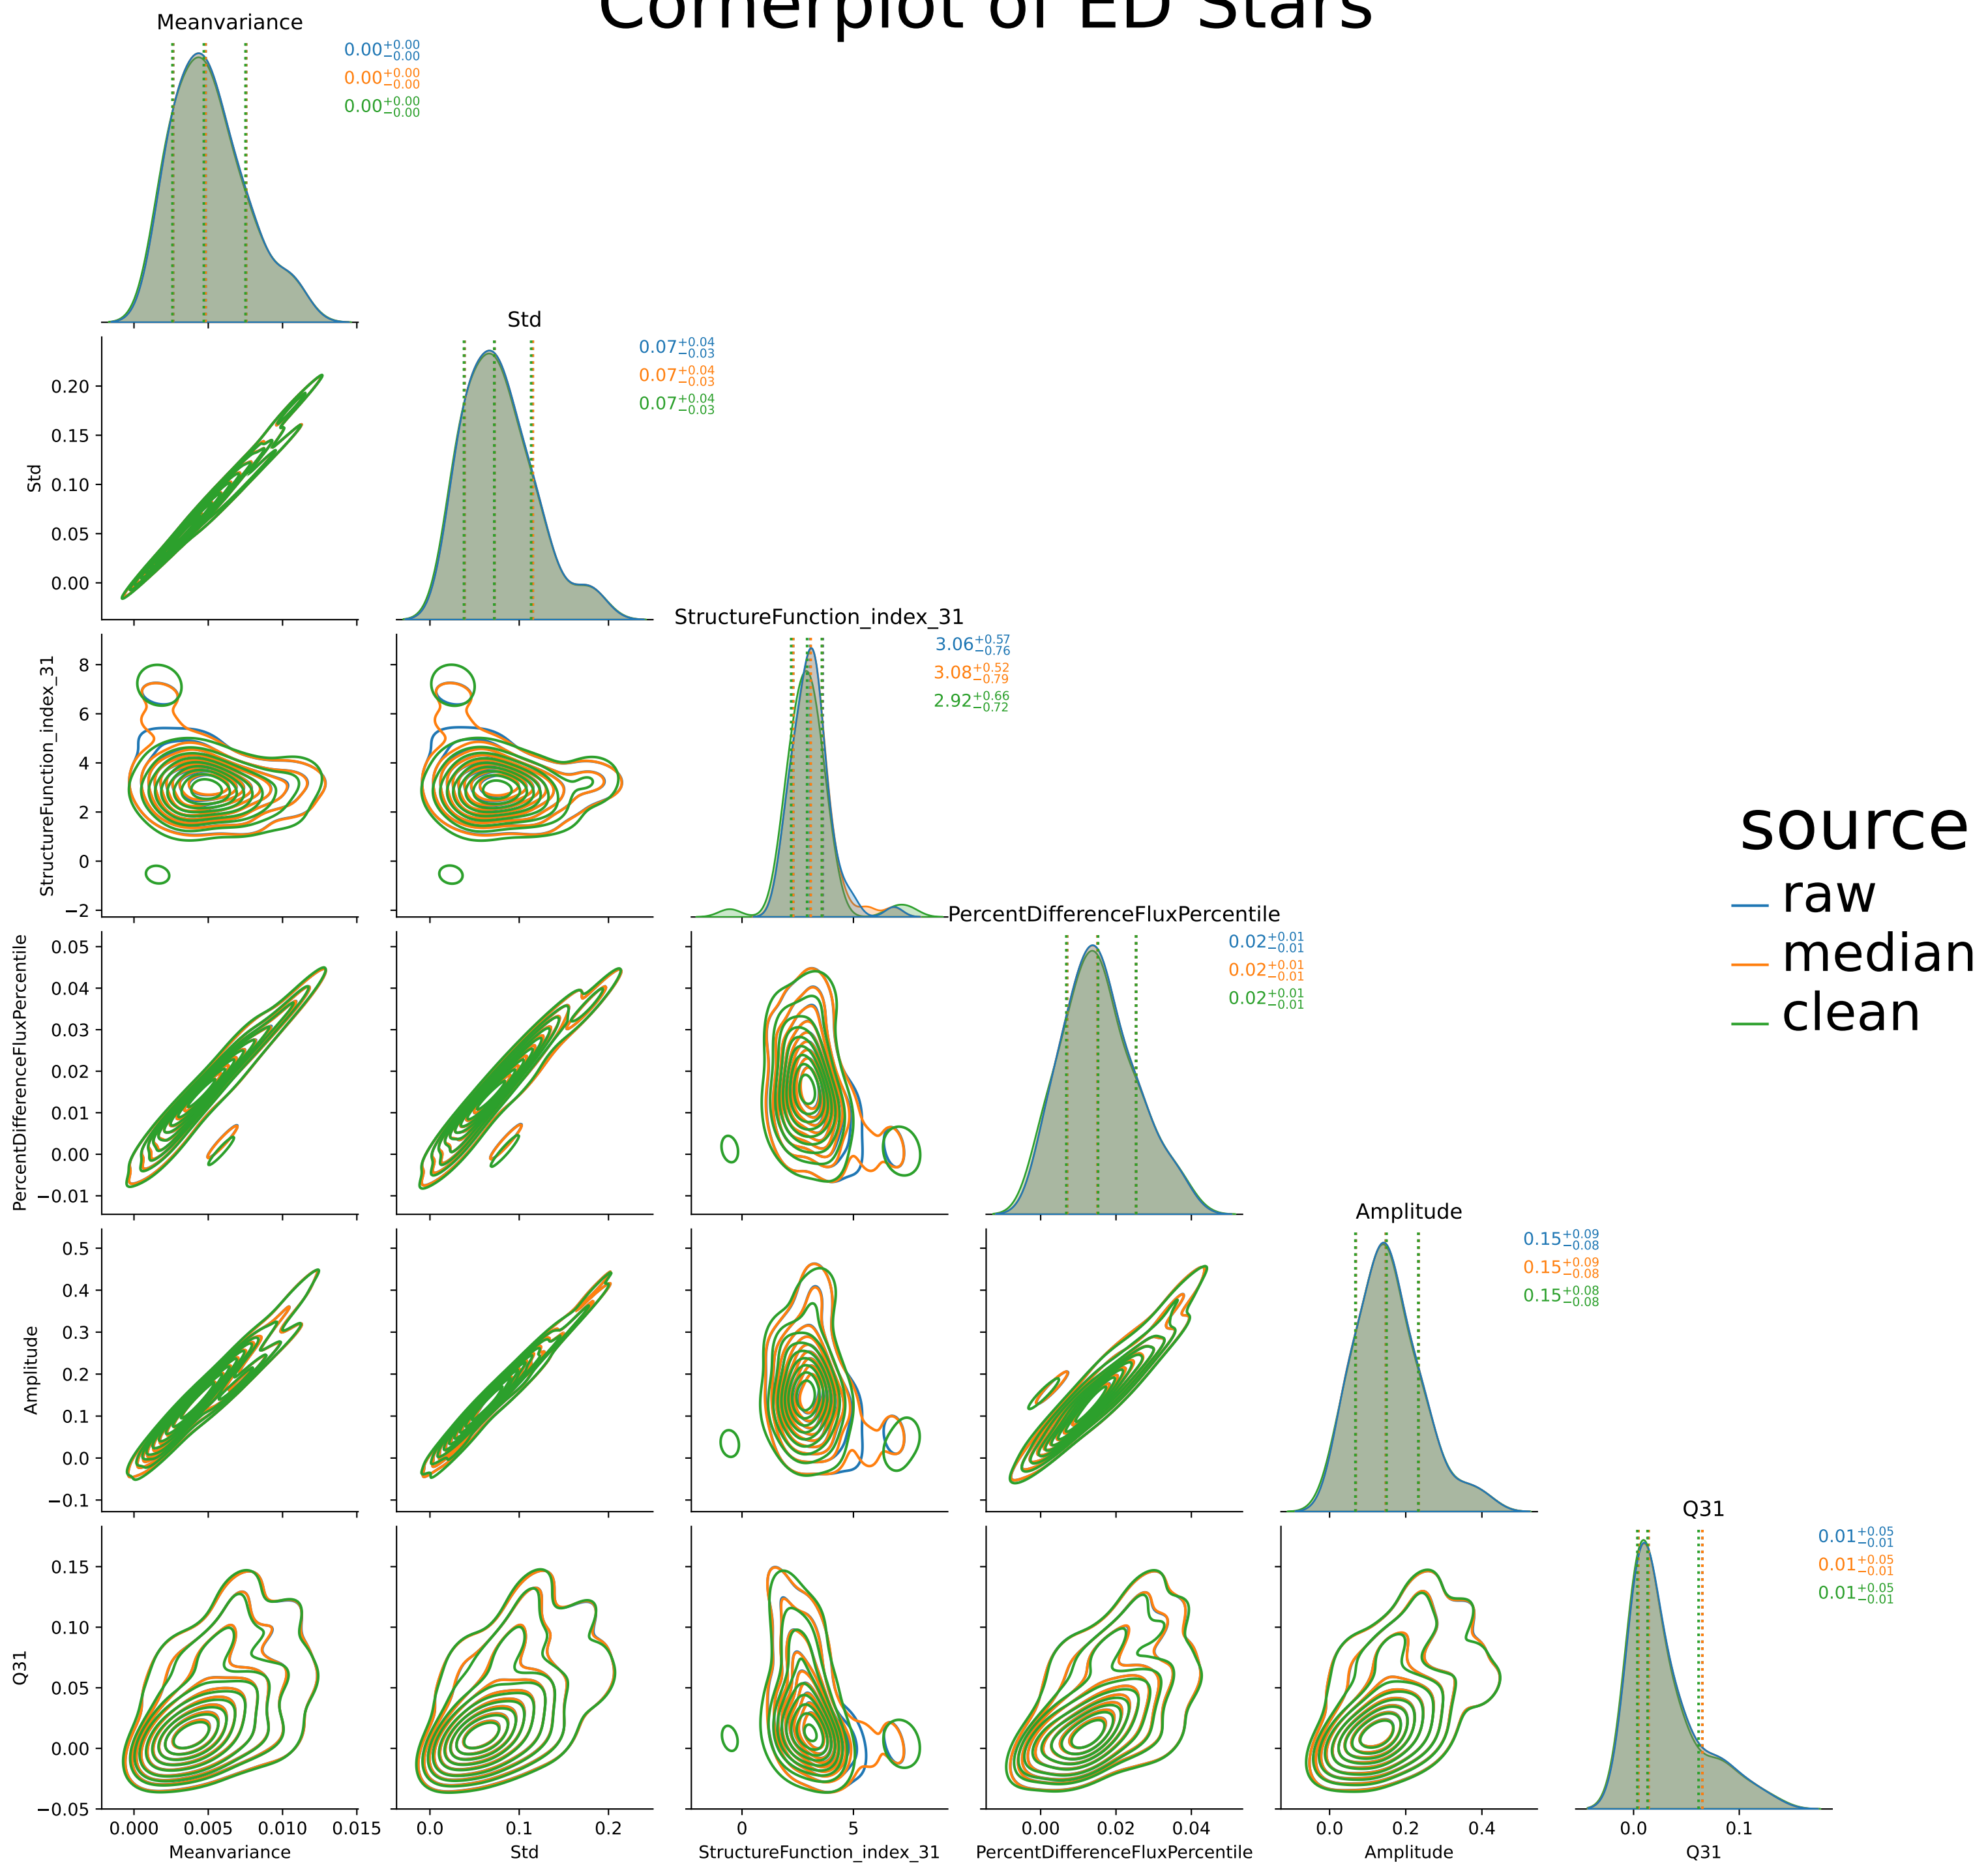 Cornerplot of ED Stars
Meanvariance
0.00+0.00−0.00
0.00+0.00−0.00
0.00+0.00−0.00
Std
0.07+0.04−0.03
0.07+0.04−0.03
0.07+0.04−0.03
Std
0.20
0.15
0.10
0.05
0.00
StructureFunction_index_31
3.06+0.57−0.76
3.08+0.52−0.79
2.92+0.66−0.72
StructureFunction_index_31
8
6
4
2
0
−2
source
raw
median
clean
PercentDifferenceFluxPercentile
0.02+0.01−0.01
0.02+0.01−0.01
0.02+0.01−0.01
PercentDifferenceFluxPercentile
0.05
0.04
0.03
0.02
0.01
0.00
−0.01
Amplitude
0.15+0.09−0.08
0.15+0.09−0.08
0.15+0.08−0.08
Amplitude
0.5
0.4
0.3
0.2
0.1
0.0
−0.1
Q31
0.01+0.05−0.01
0.01+0.05−0.01
0.01+0.05−0.01
Q31
0.15
0.10
0.05
0.00
−0.05
0.000 0.005 0.010 0.015
Meanvariance
0.0 0.1 0.2
Std
0 5
StructureFunction_index_31
0.00 0.02 0.04
PercentDifferenceFluxPercentile
0.0 0.2 0.4
Amplitude
0.0 0.1
Q31